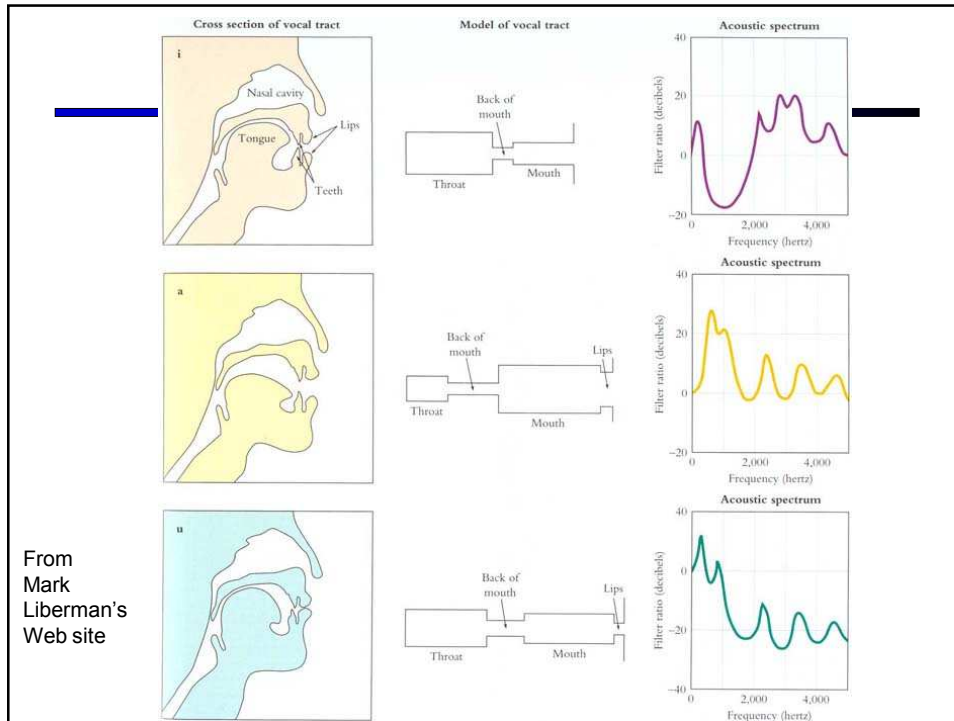 Cross section of vocal tract
Model of vocal tract
Acoustic spectrum
i
Nasal cavity
Tongue
Lips
Teeth
Back of
mouth
Throat
Mouth
Filter ratio (decibels)
40
20
0
−20
0
2,000
4,000
Frequency (hertz)
a
Back of
mouth
Lips
Throat
Mouth
Acoustic spectrum
Filter ratio (decibels)
40
20
0
−20
0
2,000
4,000
Frequency (hertz)
From
Mark
Liberman’s
Web site
u
Back of
mouth
Lips
Throat
Mouth
Acoustic spectrum
Filter ratio (decibels)
40
20
0
−20
−40
0
2,000
4,000
Frequency (hertz)